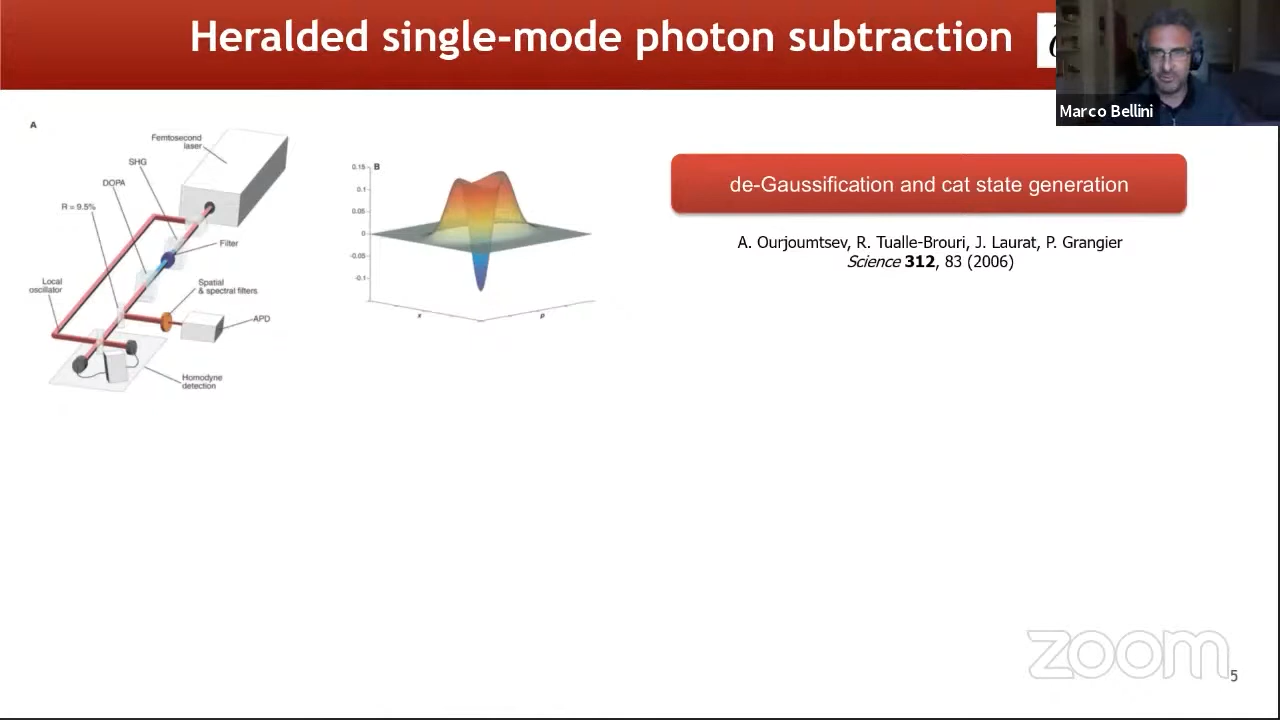 Heralded single-mode photon subtraction
Marco Bellini
A
Femtosecond
laser
SHG
DOPA
R = 9.5%
Filter
Local
oscillator
Spatial
& spectral filters
APD
Homodyne
detection
B
0.15
0.1
0.05
0
-0.05
-0.1
x
p
de-Gaussification and cat state generation
A. Ourjoumtsev, R. Tualle-Brouri, J. Laurat, P. Grangier
Science 312, 83 (2006)
zoom
5